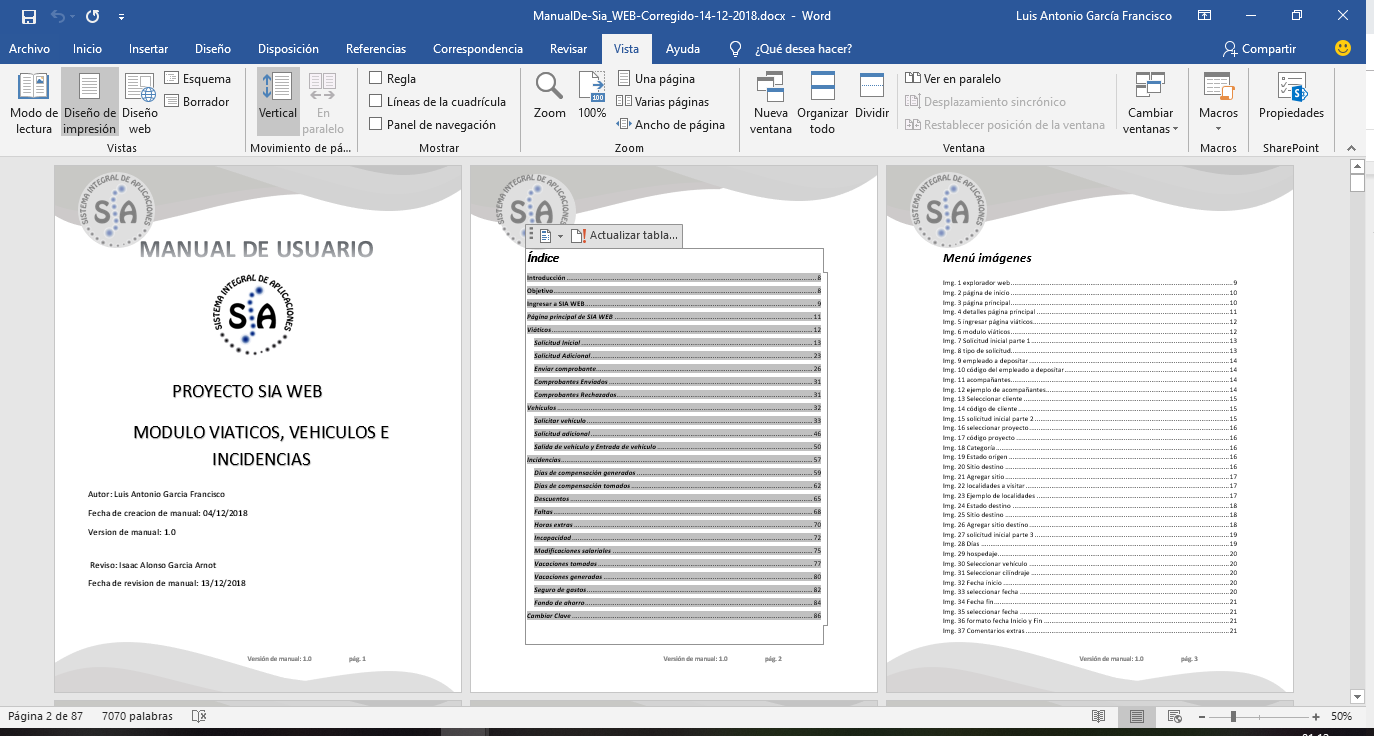 ManualDe-Sia_WEB-Corregido-14-12-2018.docx - Word
Luis Antonio García Francisco
Archivo Inicio Insertar Diseño Disposición Referencias Correspondencia Revisar Vista Ayuda ¿Qué desea hacer? Compartir
Modo de lectura
Diseño de impresión
Diseño web
Esquema
Borrador
Vistas
Vertical
En paralelo
Movimiento de pá...
Regla
Líneas de la cuadrícula
Panel de navegación
Mostrar
Zoom
100
100%
Una página
Varias páginas
Ancho de página
Zoom
Nueva ventana
Organizar todo
Dividir
Ver en paralelo
Desplazamiento sincrónico
Restablecer posición de la ventana
Cambiar ventanas
Ventana
Macros
Macros
S
Propiedades
SharePoint
SISTEMA INTEGRAL DE APLICACIONES
SIA
MANUAL DE USUARIO
SISTEMA INTEGRAL DE APLICACIONES
SIA
PROYECTO SIA WEB
MODULO VIATICOS, VEHICULOS E
INCIDENCIAS
Autor: Luis Antonio Garcia Francisco
Fecha de creacion de manual: 04/12/2018
Version de manual: 1.0
Reviso: Isaac Alonso Garcia Arnot
Fecha de revision de manual: 13/12/2018
Versión de manual: 1.0 pág. 1
SISTEMA INTEGRAL DE APLICACIONES
SIA
Actualizar tabla...
Índice
Introducción 8
Objetivo 8
Ingresar a SIA WEB 9
Página principal de SIA WEB 11
Viáticos 12
Solicitud Inicial 13
Solicitud Adicional 23
Enviar comprobante 26
Comprobantes Enviados 31
Comprobantes Rechazados 31
Vehículos 32
Solicitar vehículo 33
Solicitud adicional 46
Salida de vehículo y Entrada de vehículo 50
Incidencias 57
Días de compensación generados 59
Días de compensación tomados 62
Descuentos 65
Faltas 68
Horas extras 70
Incapacidad 72
Modificaciones salariales 75
Vacaciones tomadas 77
Vacaciones generadas 80
Seguro de gastos 82
Fondo de ahorro 84
Cambiar Clave 86
Versión de manual: 1.0 pág. 2
SISTEMA INTEGRAL DE APLICACIONES
SIA
Menú imágenes
Img. 1 explorador web 9
Img. 2 página de inicio 10
Img. 3 página principal 10
Img. 4 detalles página principal 11
Img. 5 ingresar página viáticos 12
Img. 6 modulo viáticos 12
Img. 7 Solicitud inicial parte 1 13
Img. 8 tipo de solicitud 13
Img. 9 empleado a depositar 14
Img. 10 código del empleado a depositar 14
Img. 11 acompañantes 14
Img. 12 ejemplo de acompañantes 14
Img. 13 Seleccionar cliente 15
Img. 14 código de cliente 15
Img. 15 solicitud inicial parte 2 15
Img. 16 seleccionar proyecto 16
Img. 17 código proyecto 16
Img. 18 Categoría 16
Img. 19 Estado origen 16
Img. 20 Sitio destino 16
Img. 21 Agregar sitio 17
Img. 22 localidades a visitar 17
Img. 23 Ejemplo de localidades 17
Img. 24 Estado destino 18
Img. 25 Sitio destino 18
Img. 26 Agregar sitio destino 18
Img. 27 solicitud inicial parte 3 19
Img. 28 Días 19
Img. 29 hospedaje 20
Img. 30 Seleccionar vehículo 20
Img. 31 Seleccionar cilindraje 20
Img. 32 Fecha inicio 20
Img. 33 seleccionar fecha 20
Img. 34 Fecha fin 21
Img. 35 seleccionar fecha 21
Img. 36 formato fecha Inicio y Fin 21
Img. 37 Comentarios extras 21
Versión de manual: 1.0 pág. 3
Página 2 de 87 7070 palabras 50%